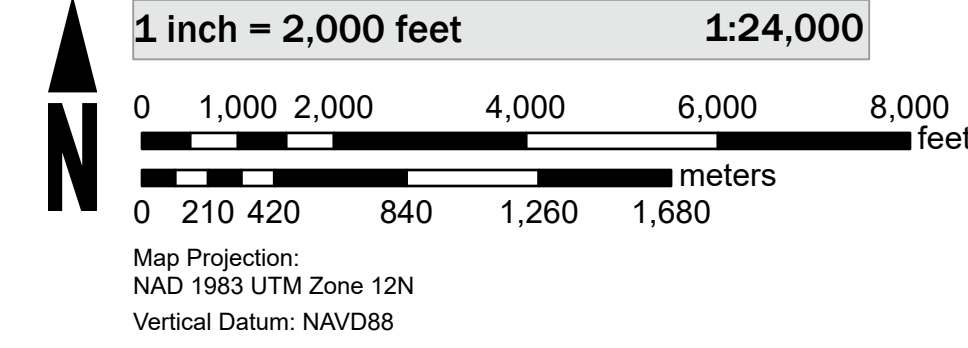 1 inch = 2,000 feet 1:24,000
0 1,000 2,000 4,000 6,000 8,000
feet
meters
0 210 420 840 1,260 1,680
N
Map Projection:
NAD 1983 UTM Zone 12N
Vertical Datum: NAVD88